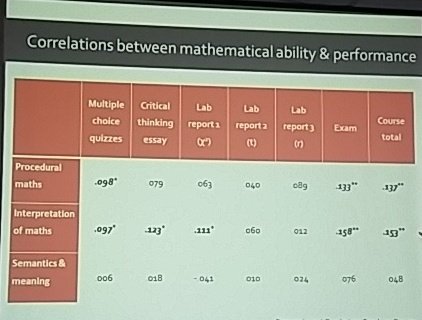 Correlations between mathematical ability & performance
Multiple choice quizzes Critical thinking essay Lab report 1 (χ²) Lab report 2 (t) Lab report 3 (r) Exam Course total
Procedural maths .098* 079 063 040 089 .133** .137**
Interpretation of maths .097* .123* .111* 060 012 .158** .153**
Semantics & meaning 006 018 -.041 010 024 076 048